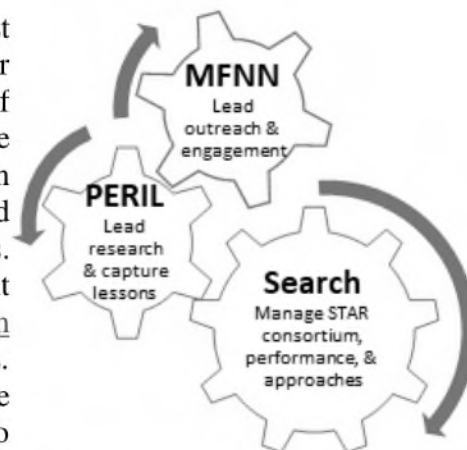 MFNN
Lead
outreach &
engagement
PERIL
Lead
research
& capture
lessons
Search
Manage STAR
consortium,
performance, &
approaches